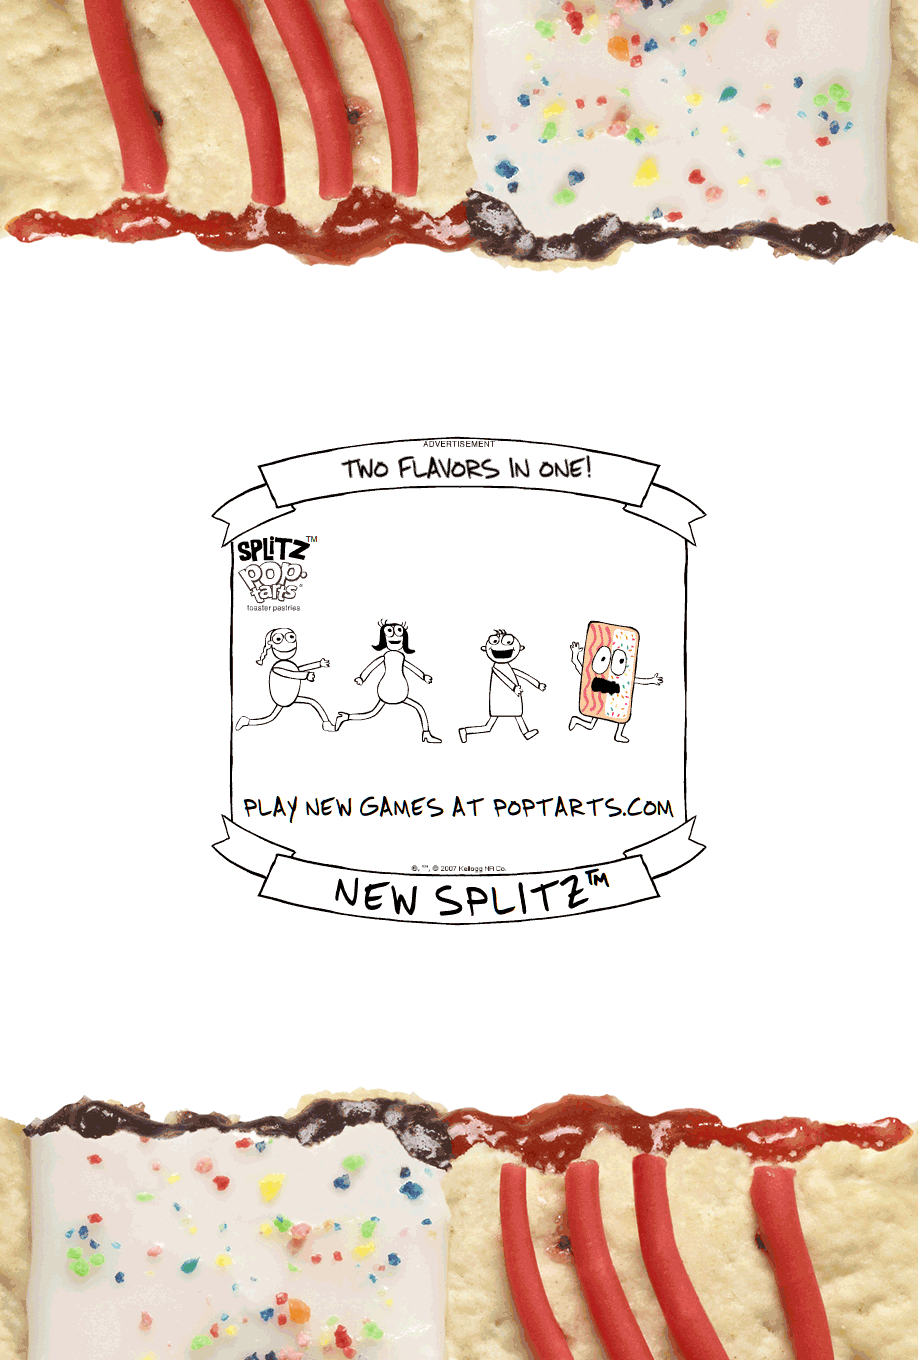 ADVERTISEMENT
TWO FLAVORS IN ONE!
SPLITZ™
POP.
tarts®
toaster pastries
PLAY NEW GAMES AT POPTARTS.COM
®, ™, © 2007 Kellogg NA Co.
NEW SPLITZ™